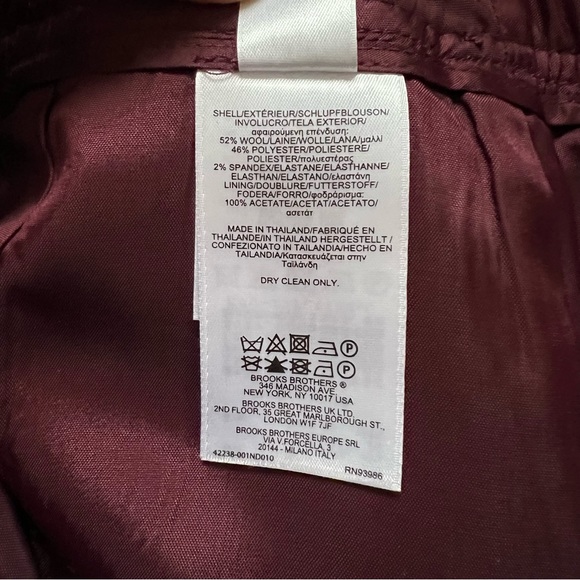 SHELL/EXTÉRIEUR/SCHLUPFBLOUSON/
INVOLUCRO/TELA EXTERIOR/
αφαιρούμενη επένδυση:
52% WOOL/LAINE/WOLLE/LANA/μαλλί
46% POLYESTER/POLIESTERE/
POLIESTER/πολυεστέρας
2% SPANDEX/ELASTANE/ELASTHANNE/
ELASTHAN/ELASTANO/ελαστάνη
LINING/DOUBLURE/FUTTERSTOFF/
FODERA/FORRO/φοδράρισμα:
100% ACETATE/ACETAT/ACETATO/
ασετάτ
MADE IN THAILAND/FABRIQUÉ EN
THAILANDE/IN THAILAND HERGESTELLT/
CONFEZIONATO IN TAILANDIA/HECHO EN
TAILANDIA/Κατασκευάζεται στην
Ταϊλάνδη
DRY CLEAN ONLY.
P
P
BROOKS BROTHERS ®
346 MADISON AVE
NEW YORK, NY 10017 USA
BROOKS BROTHERS UK LTD.
2ND FLOOR, 35 GREAT MARLBOROUGH ST.,
LONDON W1F 7JF
BROOKS BROTHERS EUROPE SRL
VIA V.FORCELLA, 3
20144 - MILANO ITALY
42238-001ND010
RN93986